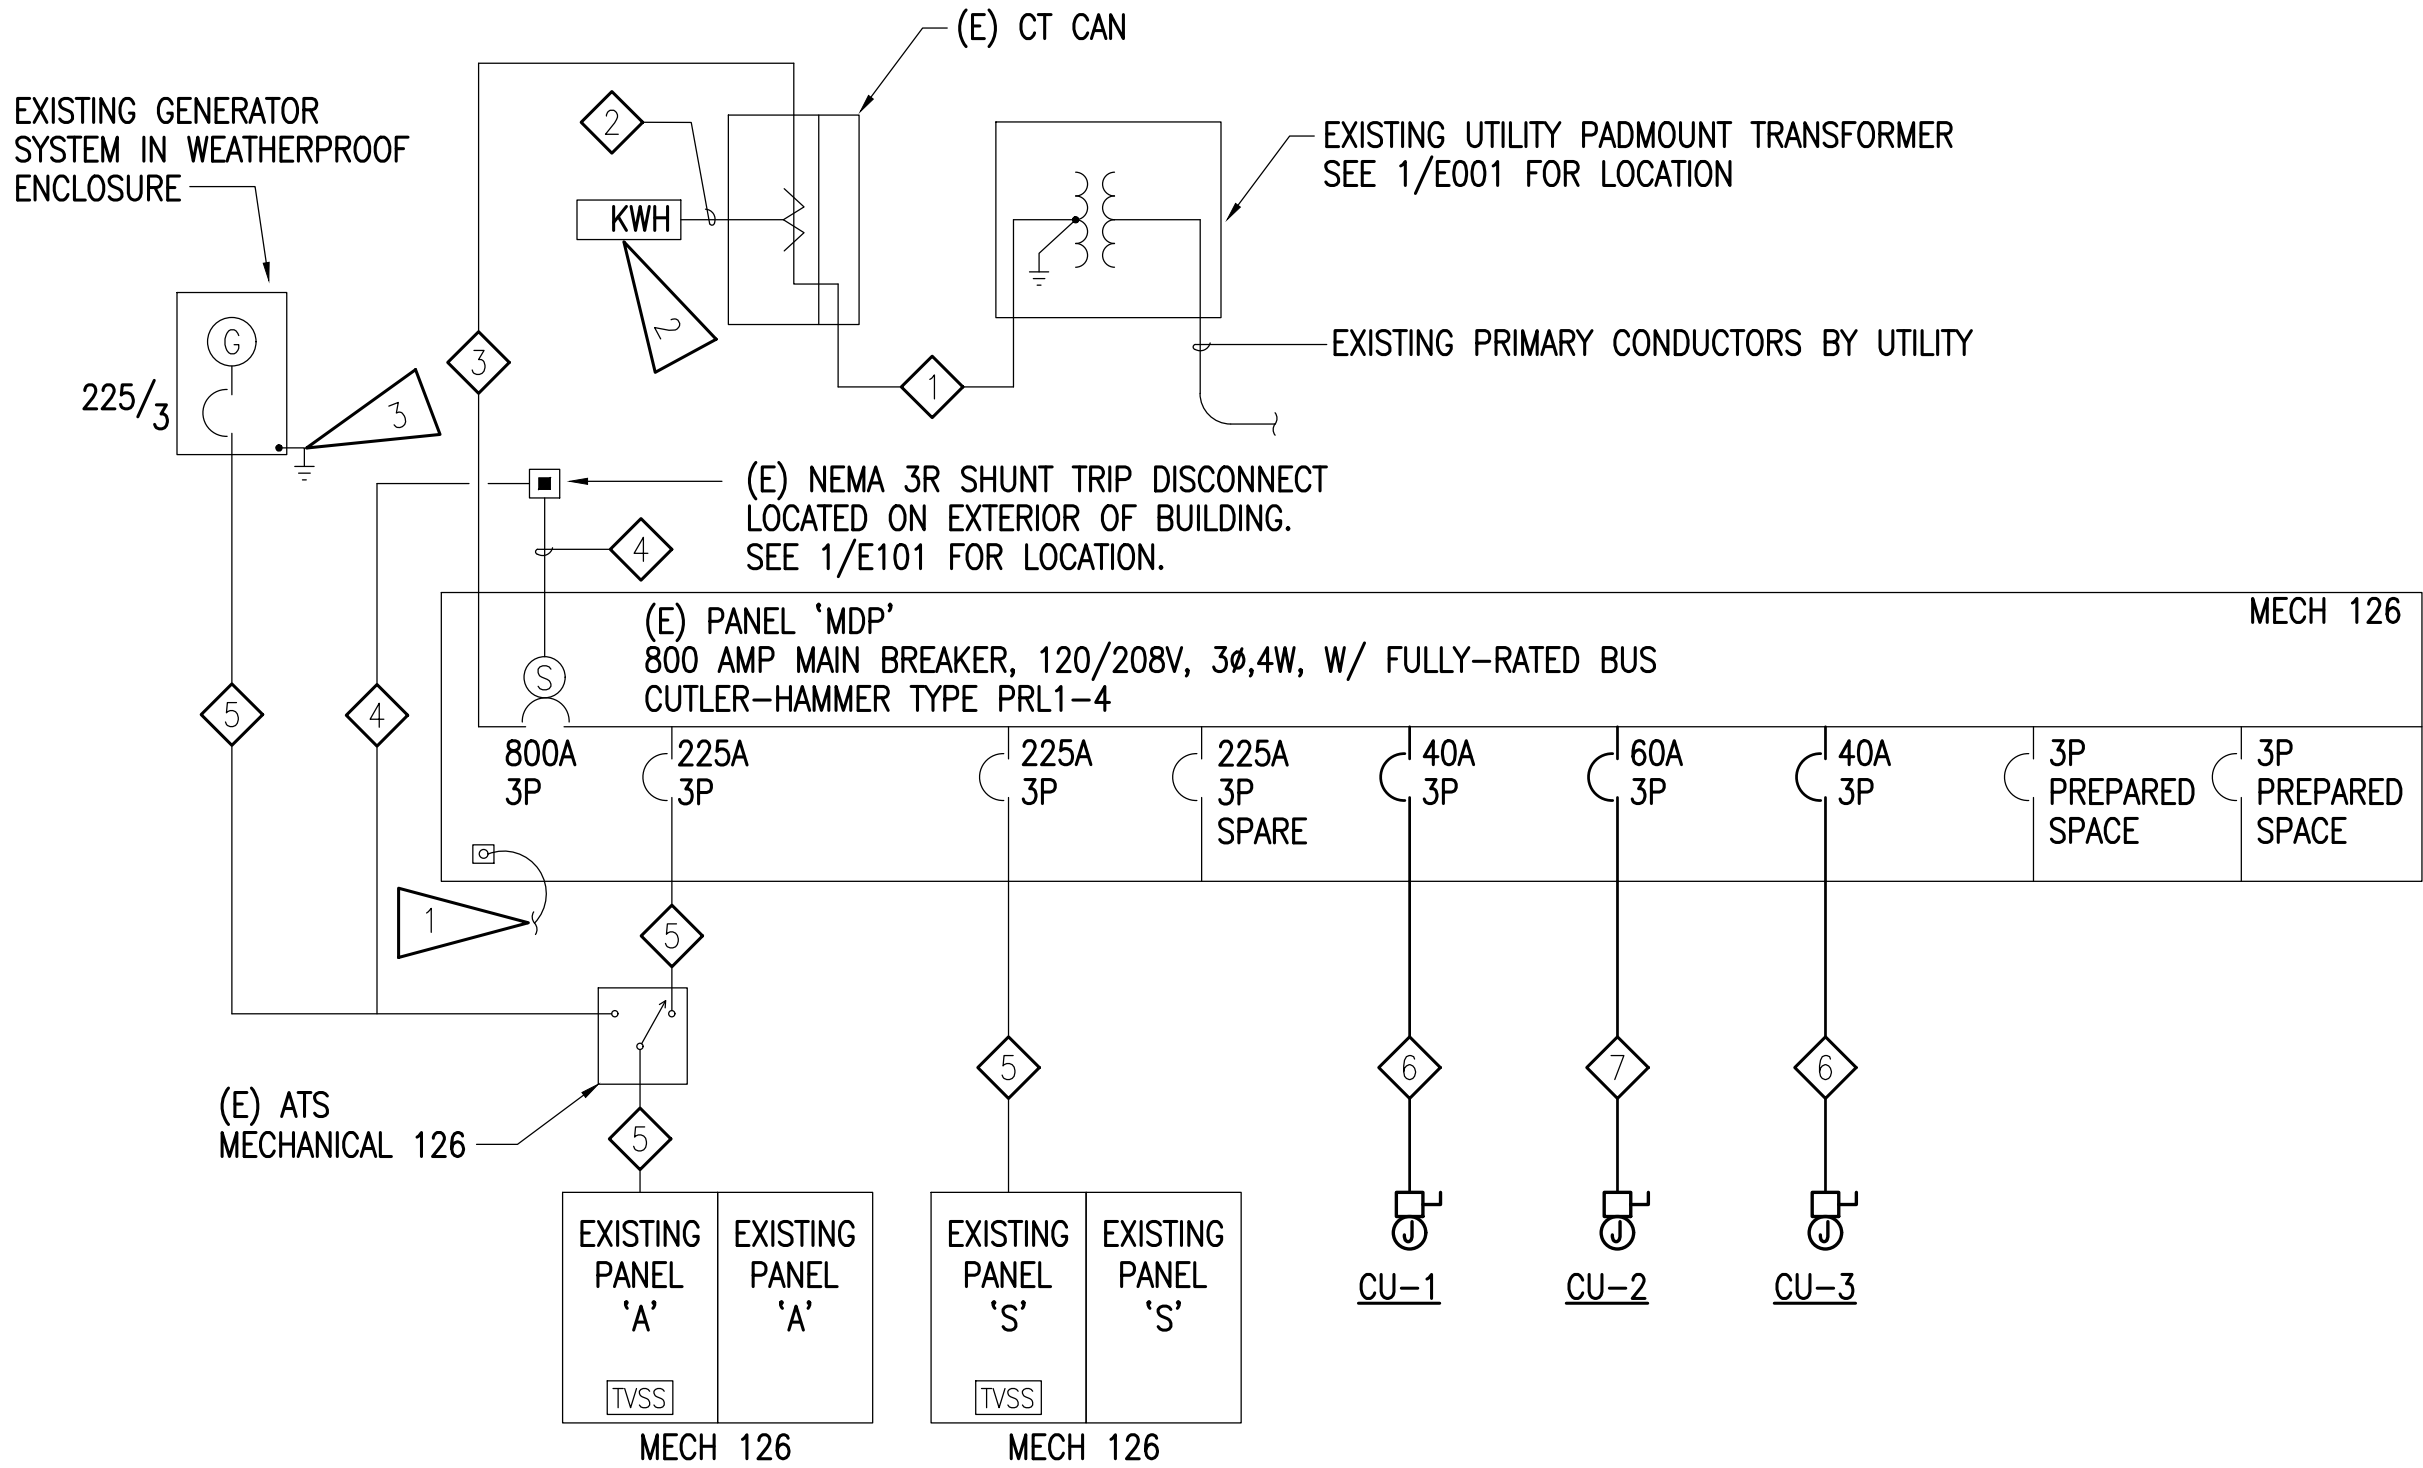 (E) CT CAN
EXISTING GENERATOR
SYSTEM IN WEATHERPROOF
ENCLOSURE
2
EXISTING UTILITY PADMOUNT TRANSFORMER
SEE 1/E001 FOR LOCATION
KWH
2
G
3
EXISTING PRIMARY CONDUCTORS BY UTILITY
1
225/3
3
(E) NEMA 3R SHUNT TRIP DISCONNECT
LOCATED ON EXTERIOR OF BUILDING.
SEE 1/E101 FOR LOCATION.
4
MECH 126
(E) PANEL ‘MDP’
800 AMP MAIN BREAKER, 120/208V, 3ø,4W, W/ FULLY-RATED BUS
CUTLER-HAMMER TYPE PRL1-4
S
5
4
800A
3P
225A
3P
225A
3P
225A
3P
SPARE
40A
3P
60A
3P
40A
3P
3P
PREPARED
SPACE
3P
PREPARED
SPACE
1
5
5
6
7
6
(E) ATS
MECHANICAL 126
5
EXISTING
PANEL
‘A’
EXISTING
PANEL
‘A’
EXISTING
PANEL
‘S’
EXISTING
PANEL
‘S’
J
J
J
CU-1
CU-2
CU-3
TVSS
TVSS
MECH 126
MECH 126